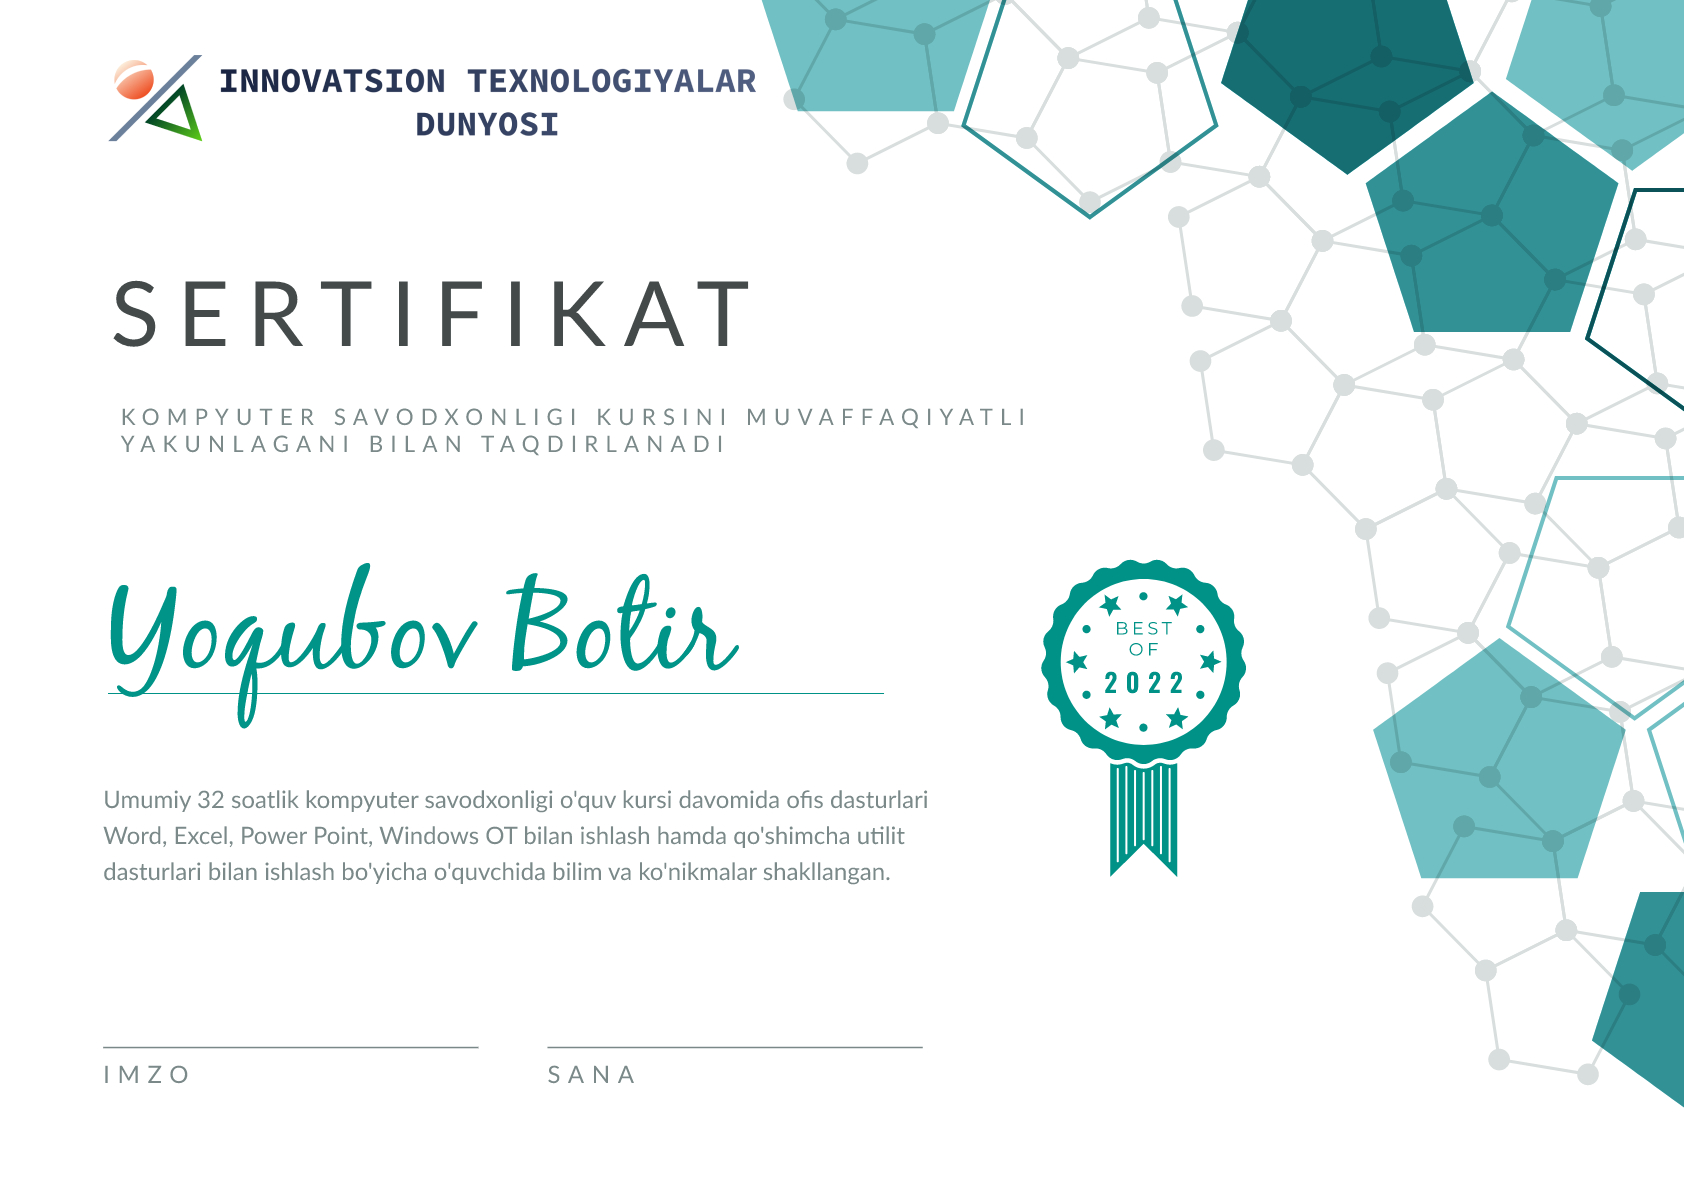 INNOVATSION TEXNOLOGIYALAR
DUNYOSI
SERTIFIKAT
KOMPYUTER SAVODXONLIGI KURSINI MUVAFFAQIYATLI
YAKUNLAGANI BILAN TAQDIRLANADI
Yoqubov Botir
BEST
OF
2022
Umumiy 32 soatlik kompyuter savodxonligi o'quv kursi davomida ofis dasturlari
Word, Excel, Power Point, Windows OT bilan ishlash hamda qo'shimcha utilit
dasturlari bilan ishlash bo'yicha o'quvchida bilim va ko'nikmalar shakllangan.
IMZO
SANA